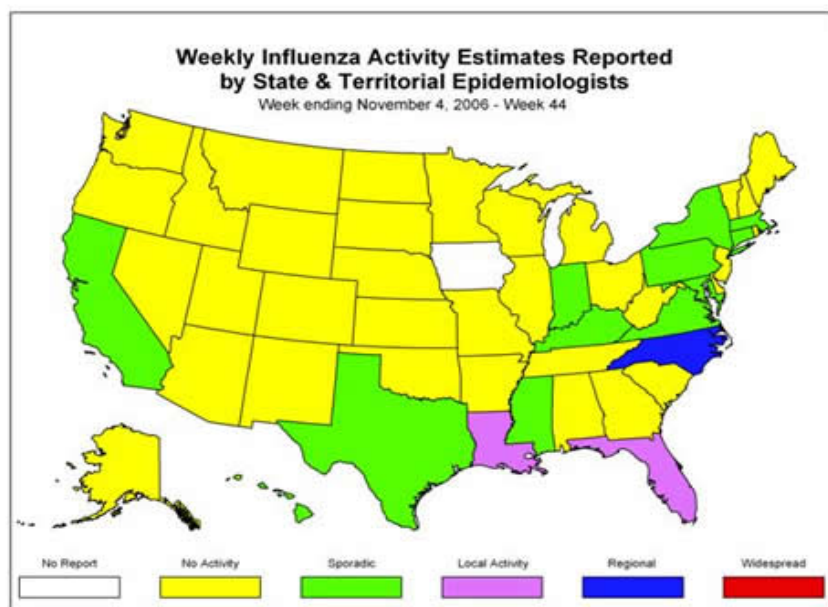 Weekly Influenza Activity Estimates Reported
by State & Territorial Epidemiologists
Week ending November 4, 2006 - Week 44
No Report
No Activity
Sporadic
Local Activity
Regional
Widespread